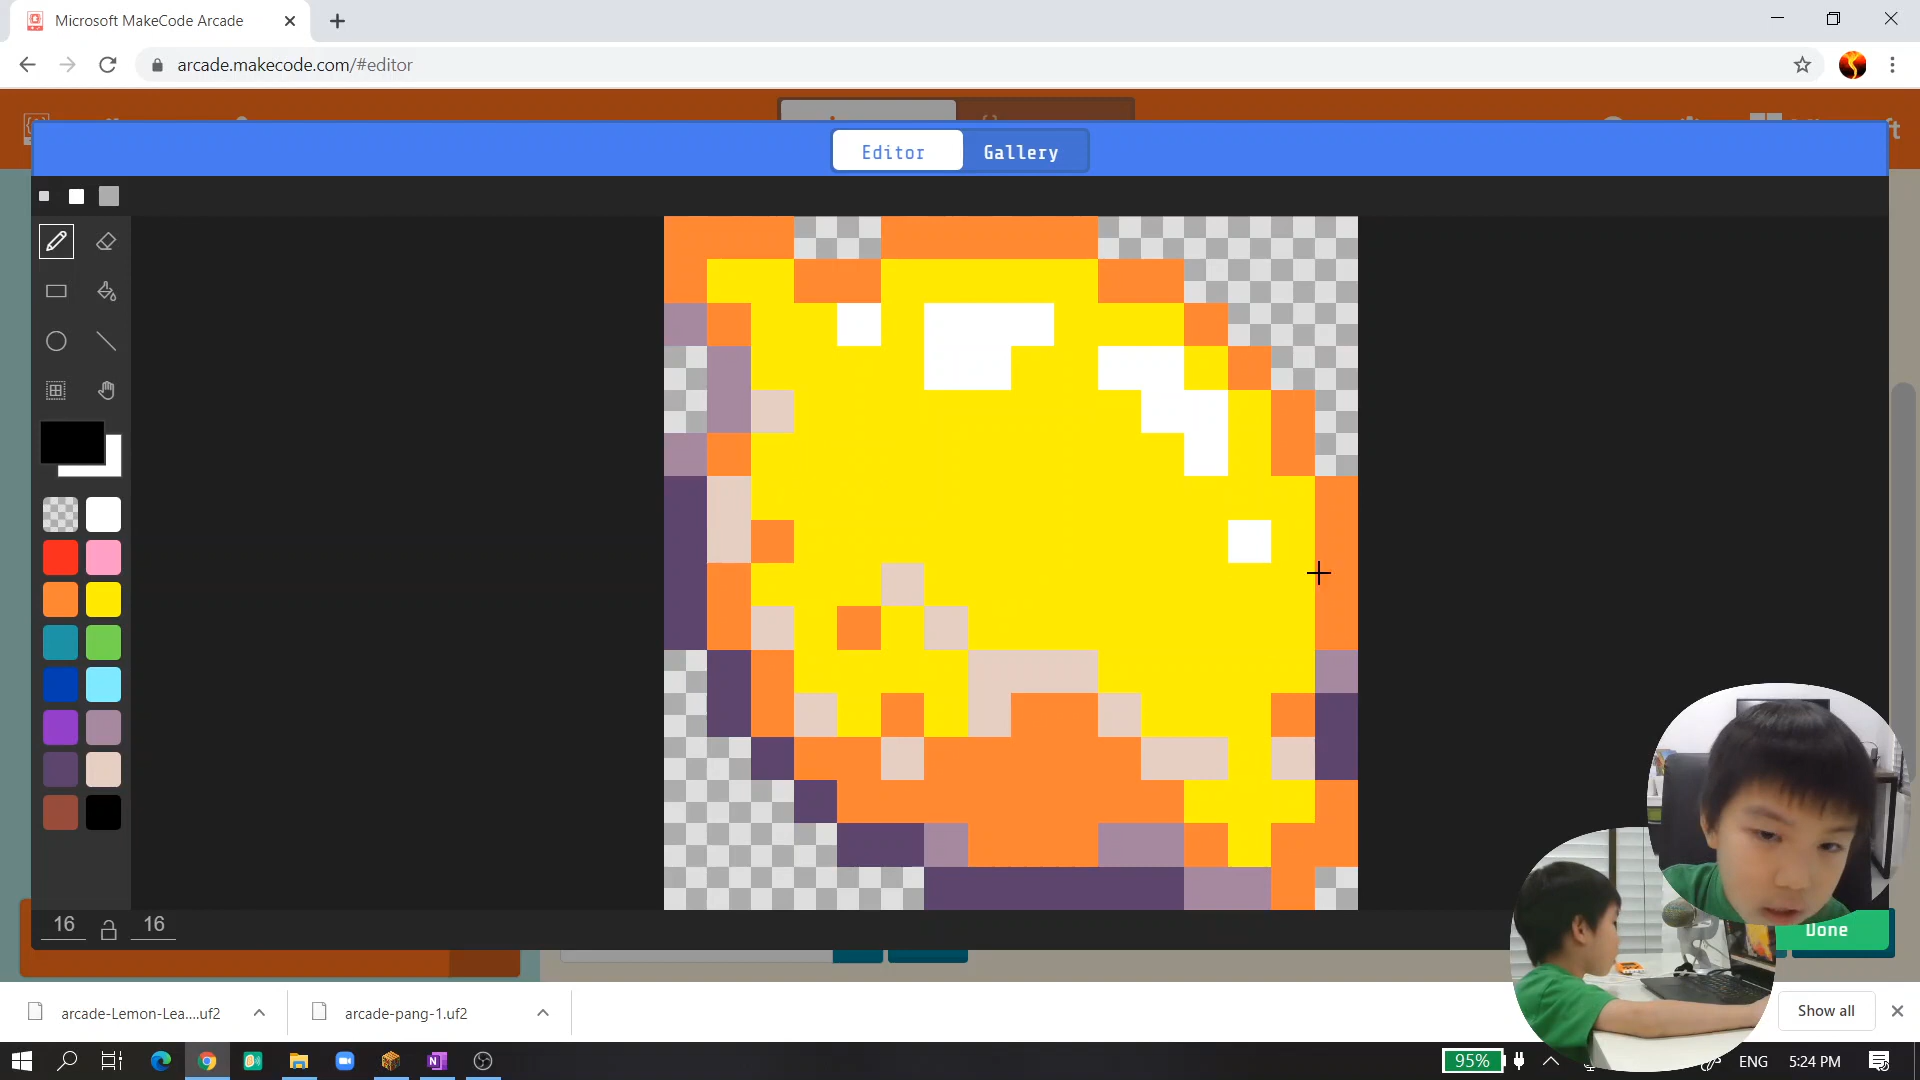 Microsoft MakeCode Arcade
arcade.makecode.com/#editor
Editor
Gallery
16
16
Done
arcade-Lemon-Lea....uf2
arcade-pang-1.uf2
Show all
95%
ENG
5:24 PM